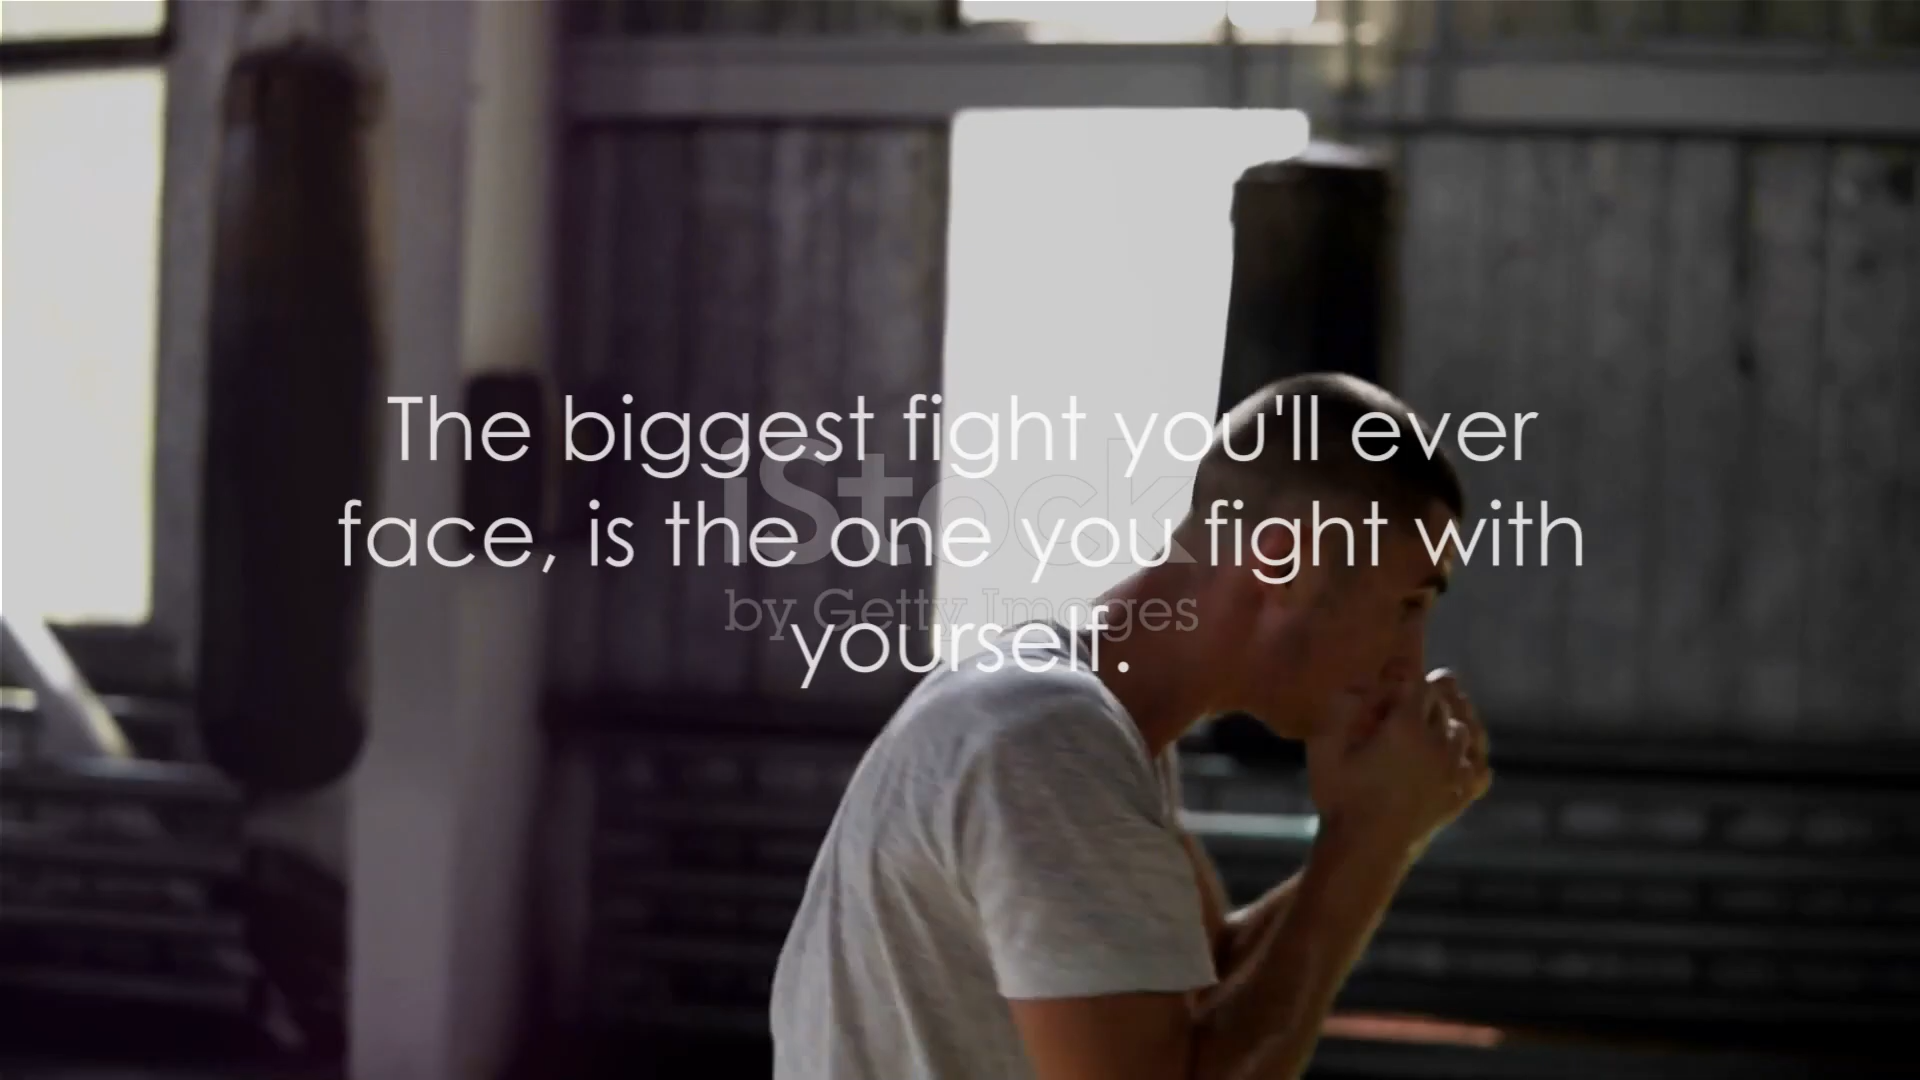 The biggest fight you'll ever
face, is the one you fight with
yourself.
iStock
by Getty Images